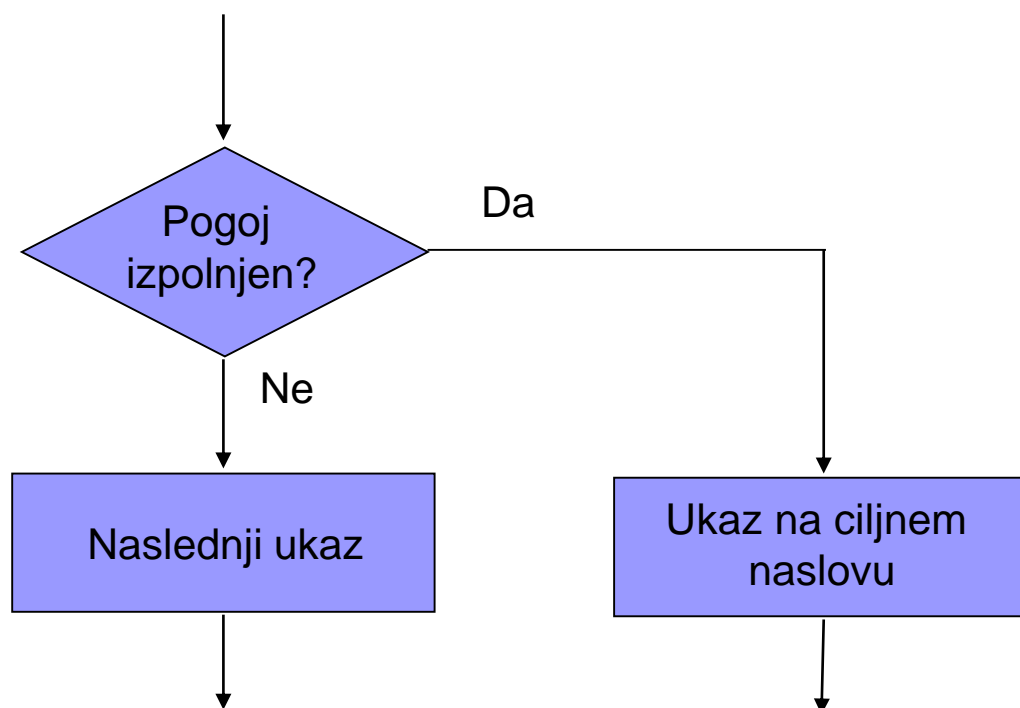 Pogoj
izpolnjen?
Da
Ne
Naslednji ukaz
Ukaz na ciljnem
naslovu